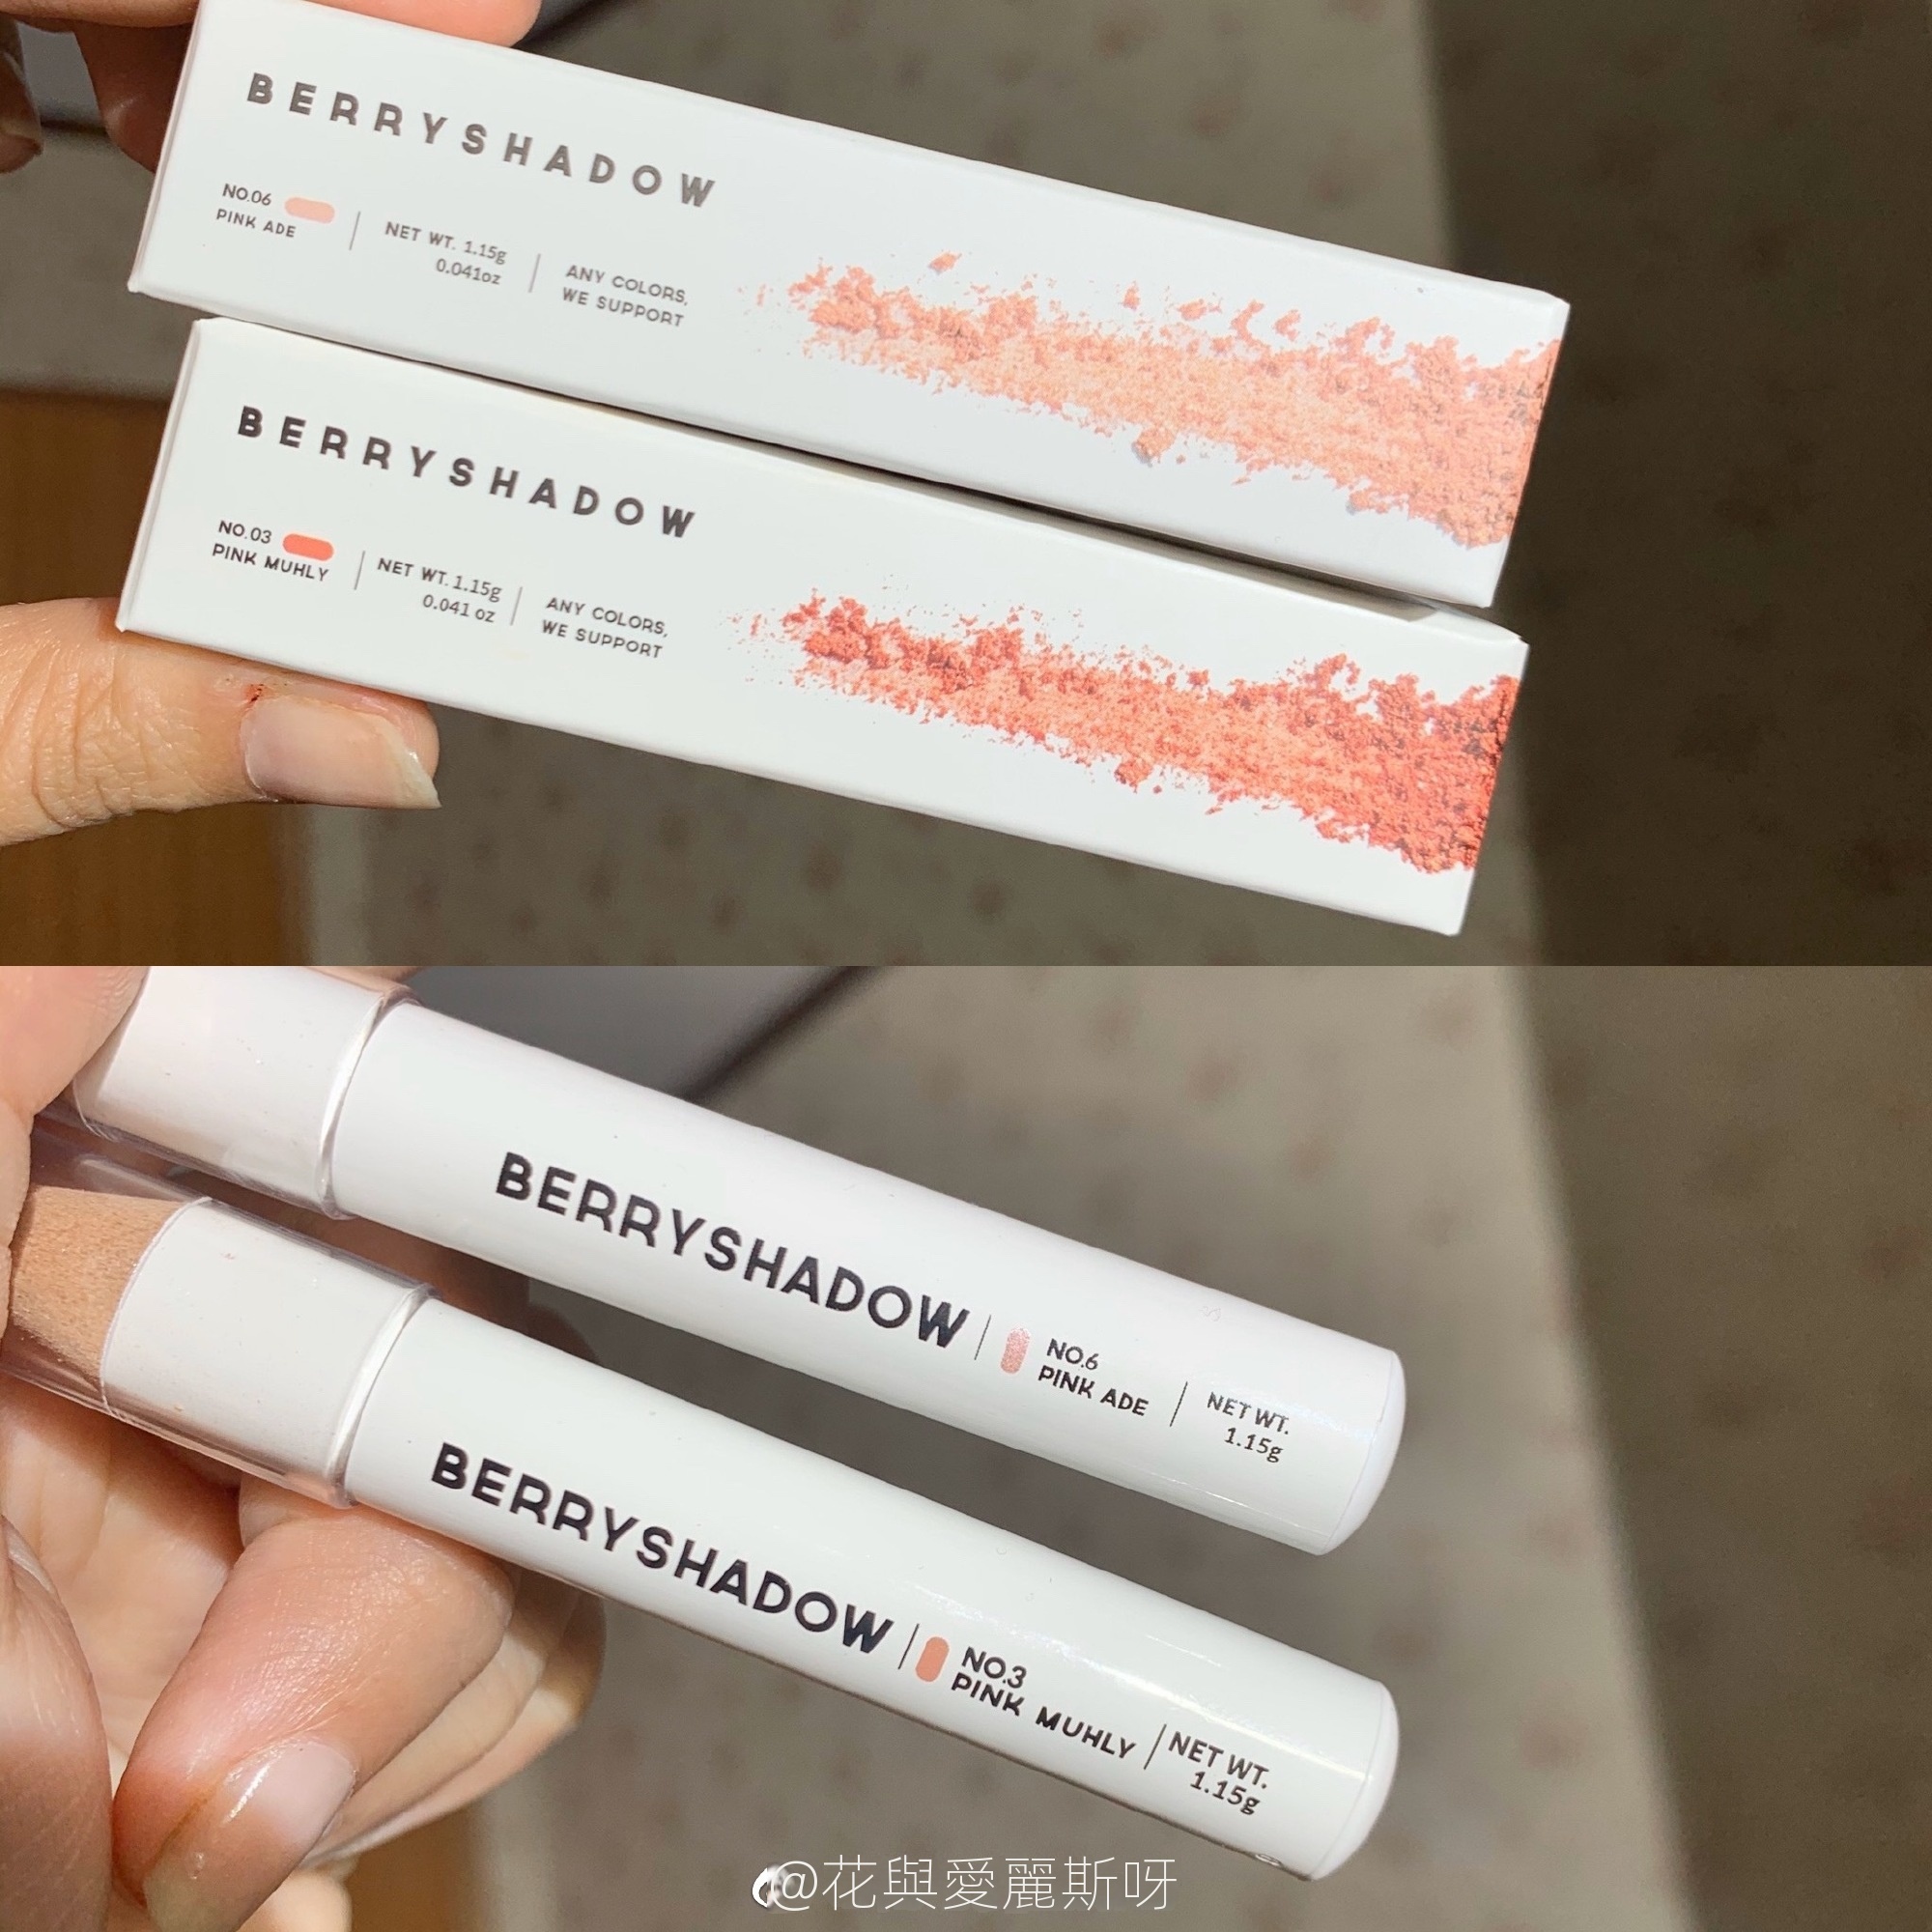 BERRYSHADOW
NO.06
PINK ADE
NET WT. 1.15g
0.041oz
ANY COLORS,
WE SUPPORT
BERRYSHADOW
NO.03
PINK MUHLY
NET WT. 1.15g
0.041 oz
ANY COLORS,
WE SUPPORT
BERRYSHADOW
NO.6
PINK ADE
NET WT.
1.15g
BERRYSHADOW
NO.3
PINK MUHLY
NET WT.
1.15g
@花與愛麗斯呀